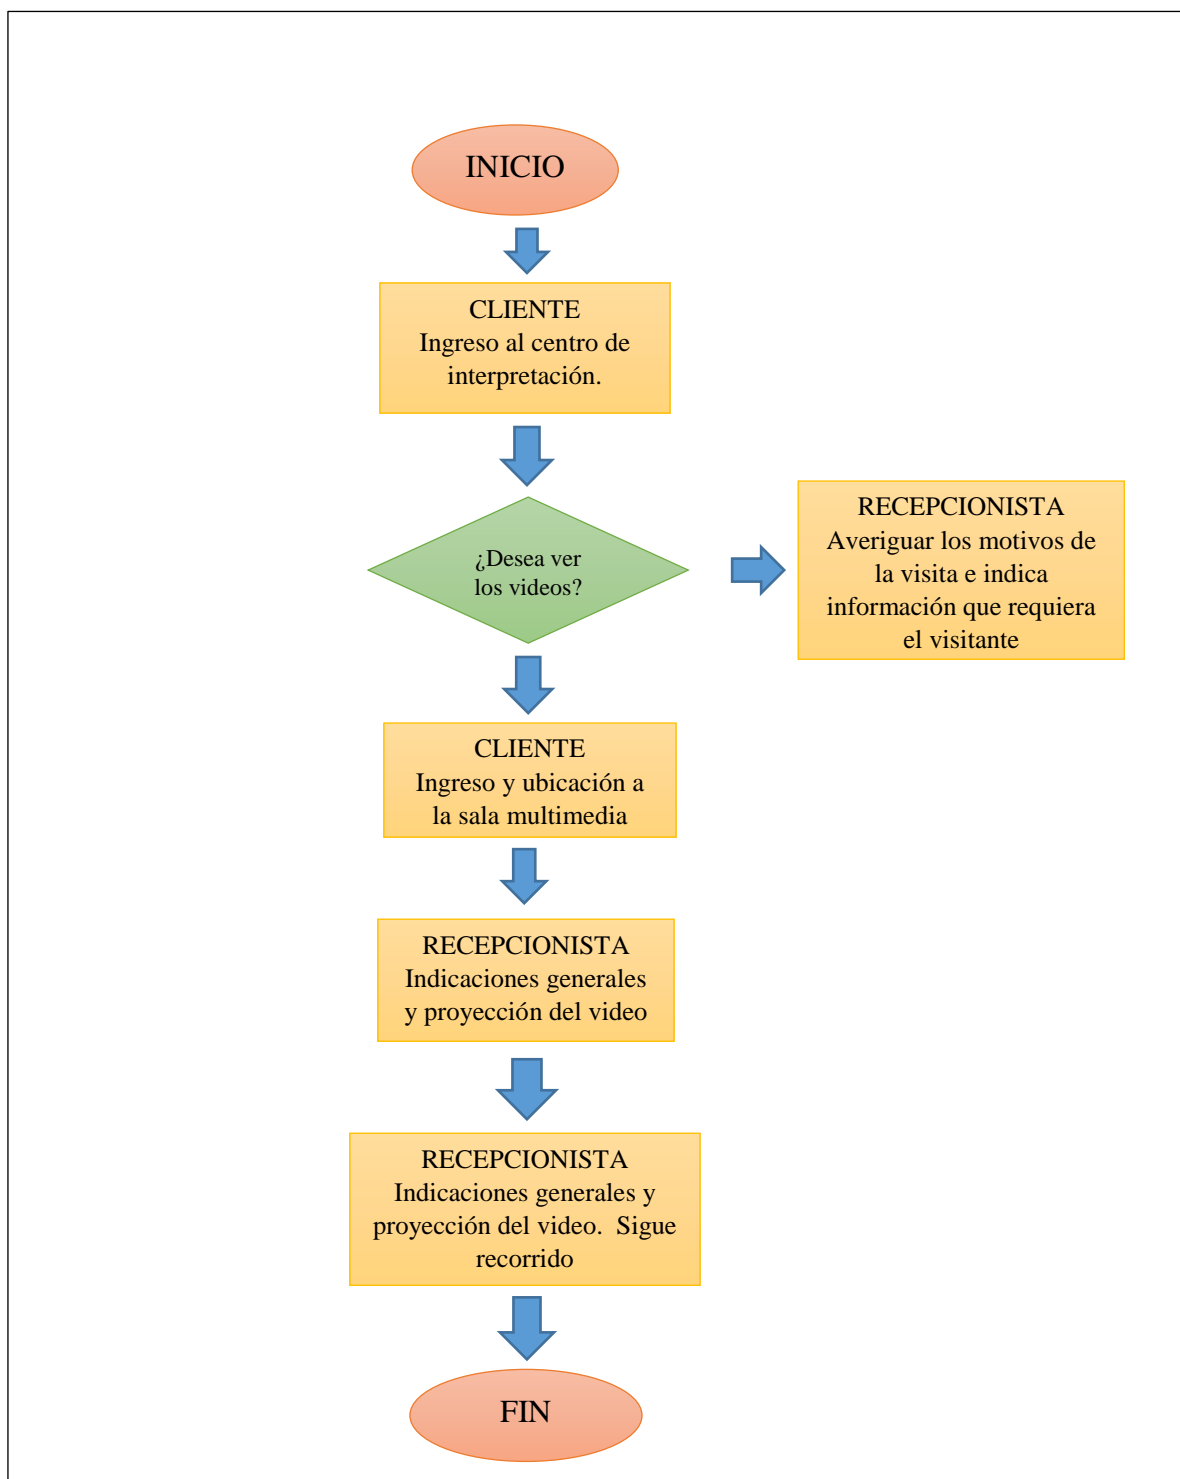 INICIO
CLIENTE
Ingreso al centro de
interpretación.
¿Desea ver
los videos?
RECEPCIONISTA
Averiguar los motivos de
la visita e indica
información que requiera
el visitante
CLIENTE
Ingreso y ubicación a
la sala multimedia
RECEPCIONISTA
Indicaciones generales
y proyección del video
RECEPCIONISTA
Indicaciones generales y
proyección del video.  Sigue
recorrido
FIN